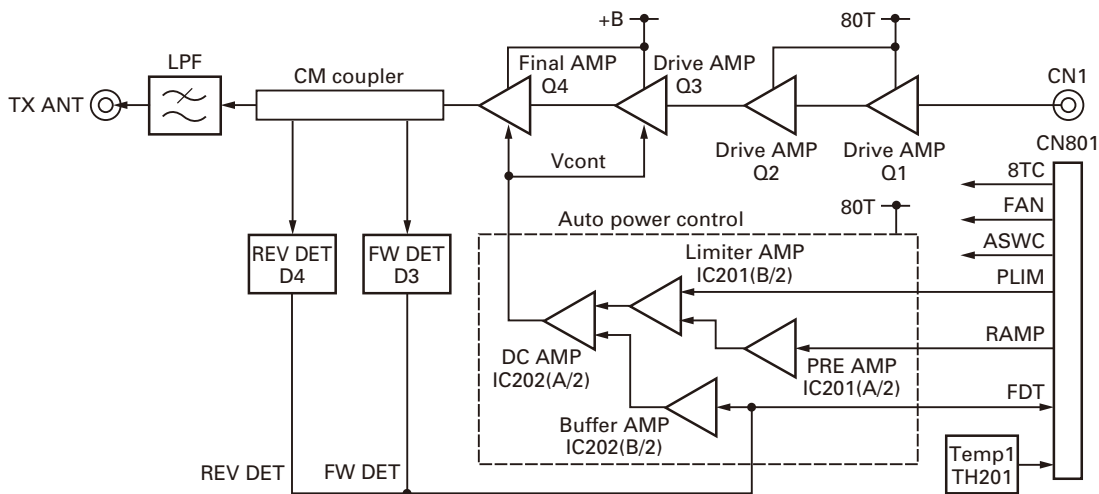 +B
80T
LPF
CM coupler
Final AMP
Q4
Drive AMP
Q3
CN1
TX ANT
Drive AMP
Q2
Drive AMP
Q1
CN801
Vcont
8TC
FAN
ASWC
PLIM
RAMP
FDT
80T
Auto power control
REV DET
D4
FW DET
D3
Limiter AMP
IC201(B/2)
DC AMP
IC202(A/2)
PRE AMP
IC201(A/2)
Buffer AMP
IC202(B/2)
Temp1
TH201
REV DET
FW DET